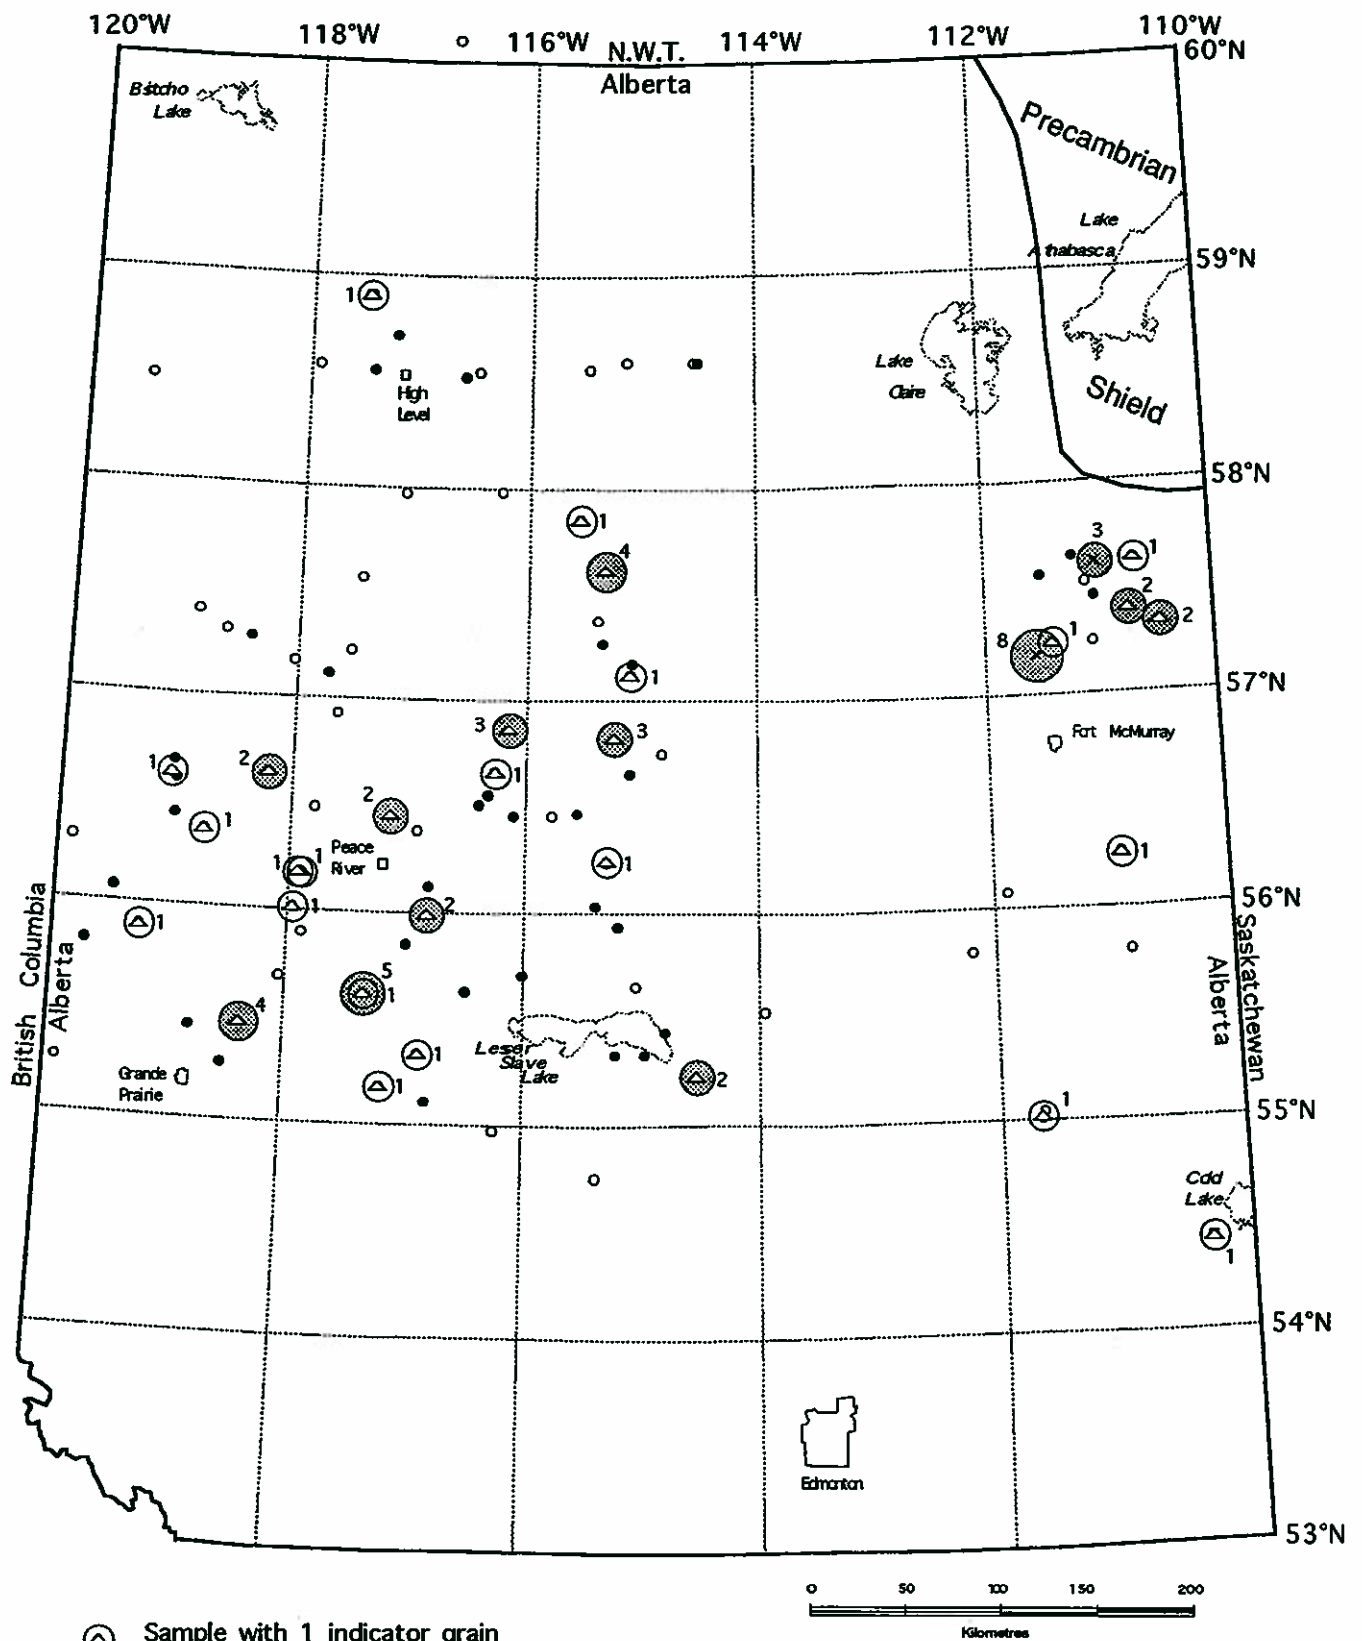 120°W
118°W
116°W
114°W
112°W
110°W
N.W.T.
60°N
Alberta
Bistcho
Lake
Precambrian
Lake
Athabasca
59°N
1
Lake
Claire
High
Level
Shield
58°N
1
4
3
1
2
2
1
8
1
57°N
3
3
Fort McMurray
1
2
1
2
1
1
1
Peace
River
1
1
1
56°N
1
2
1
British Columbia
Alberta
Saskatchewan
Alberta
5
1
4
Lesser
Slave
Lake
1
1
2
Grande
Prairie
1
55°N
Cold
Lake
1
54°N
Edmonton
53°N
0 50 100 150 200
Kilometres
Sample with 1 indicator grain